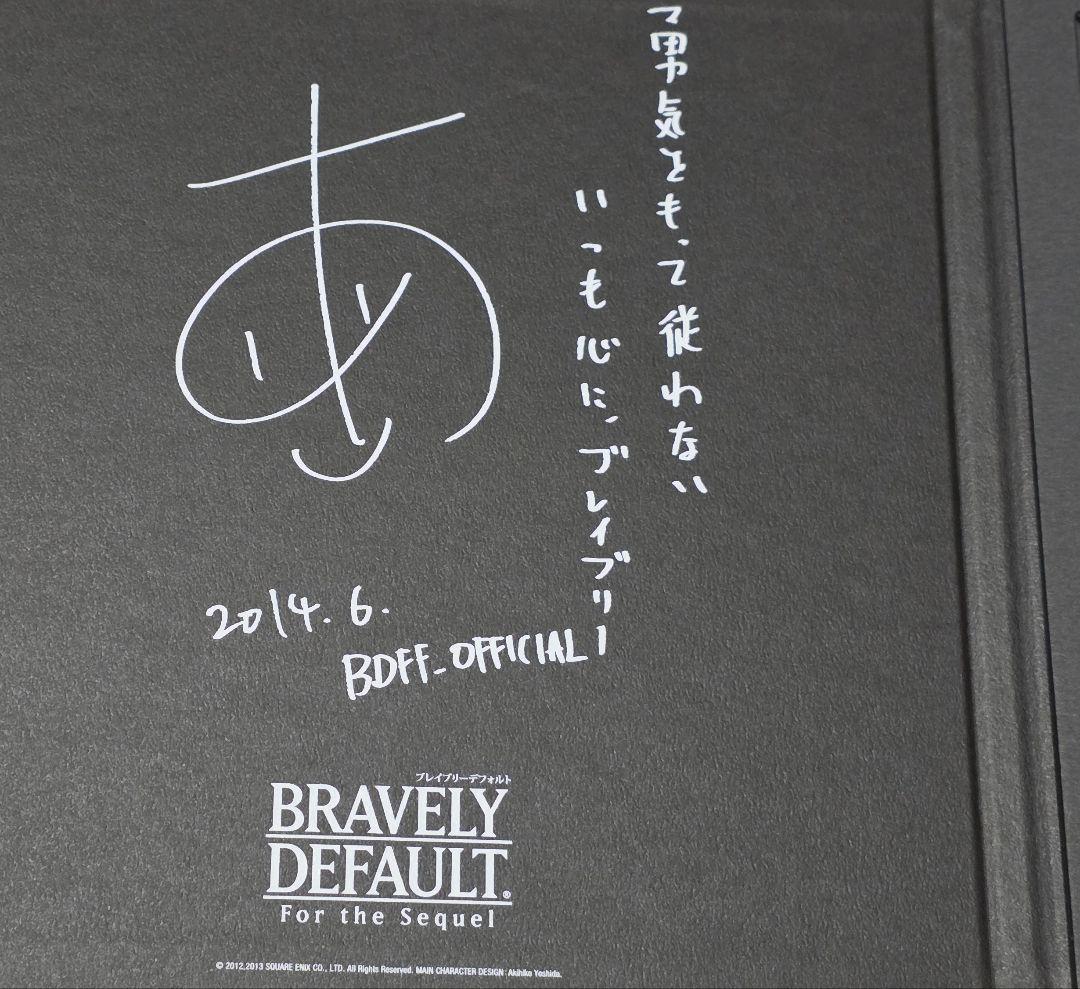 勇気をもって従わない
いつも心に、ブレイブリー
あ
2014.6.
BDFF_OFFICIAL
ブレイブリーデフォルト
BRAVELY
DEFAULT®
For the Sequel
© 2012,2013 SQUARE ENIX CO., LTD. All Rights Reserved. MAIN CHARACTER DESIGN: Akihiko Yoshida.